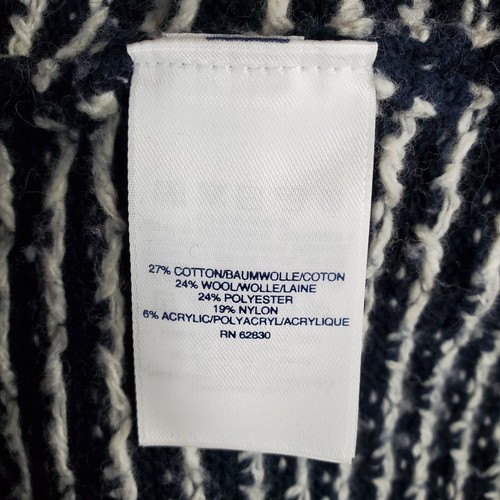 27% COTTON/BAUMWOLLE/COTON
24% WOOL/WOLLE/LAINE
24% POLYESTER
19% NYLON
6% ACRYLIC/POLYACRYL/ACRYLIQUE
RN 62830